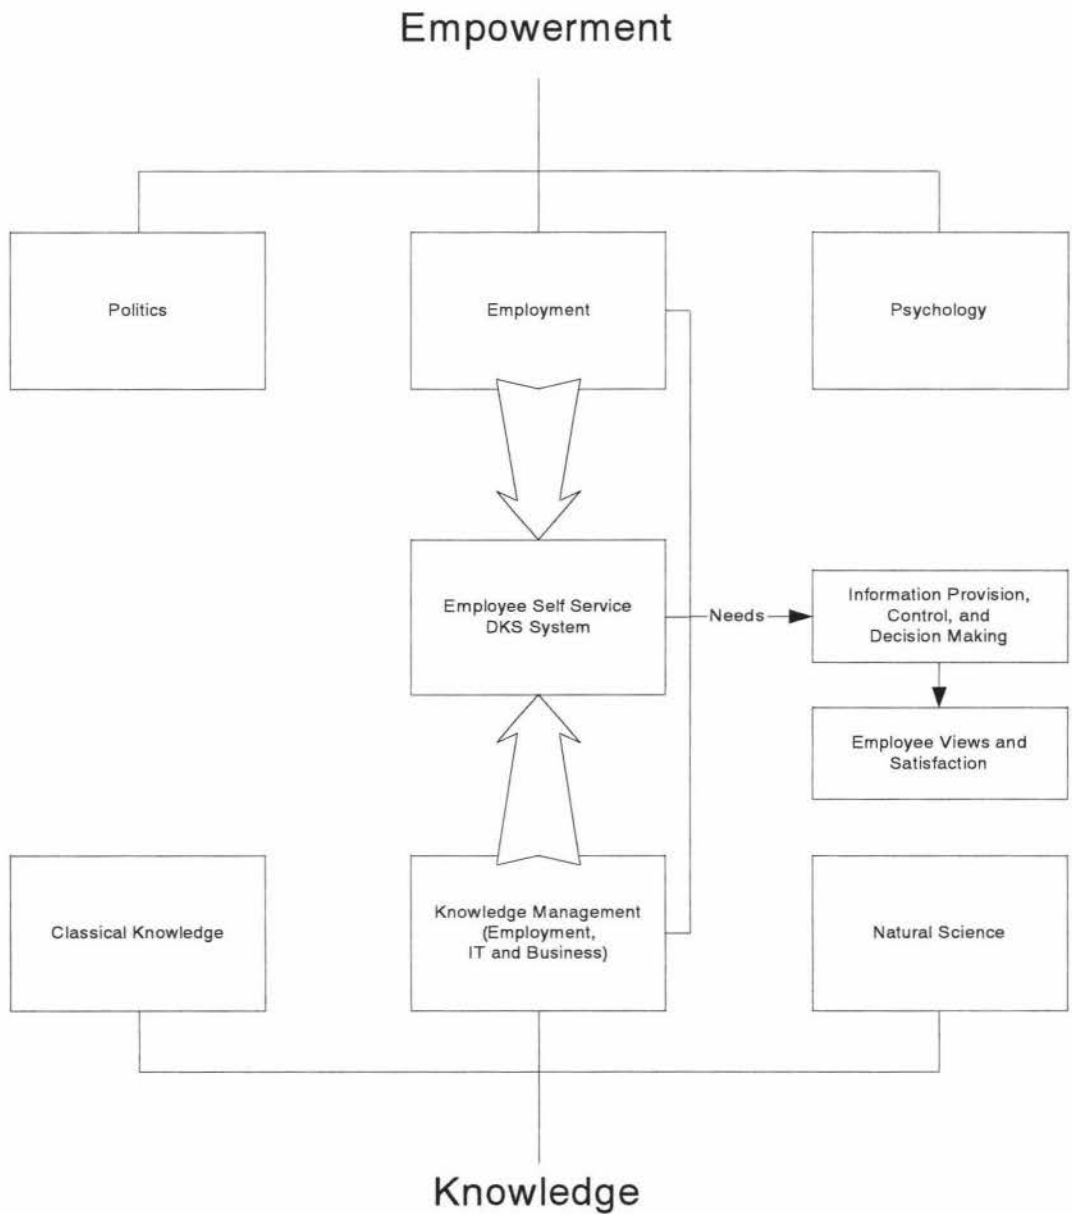 Empowerment
Politics
Employment
Psychology
Employee Self Service
DKS System
Needs
Information Provision,
Control, and
Decision Making
Employee Views and
Satisfaction
Classical Knowledge
Knowledge Management
(Employment,
IT and Business)
Natural Science
Knowledge